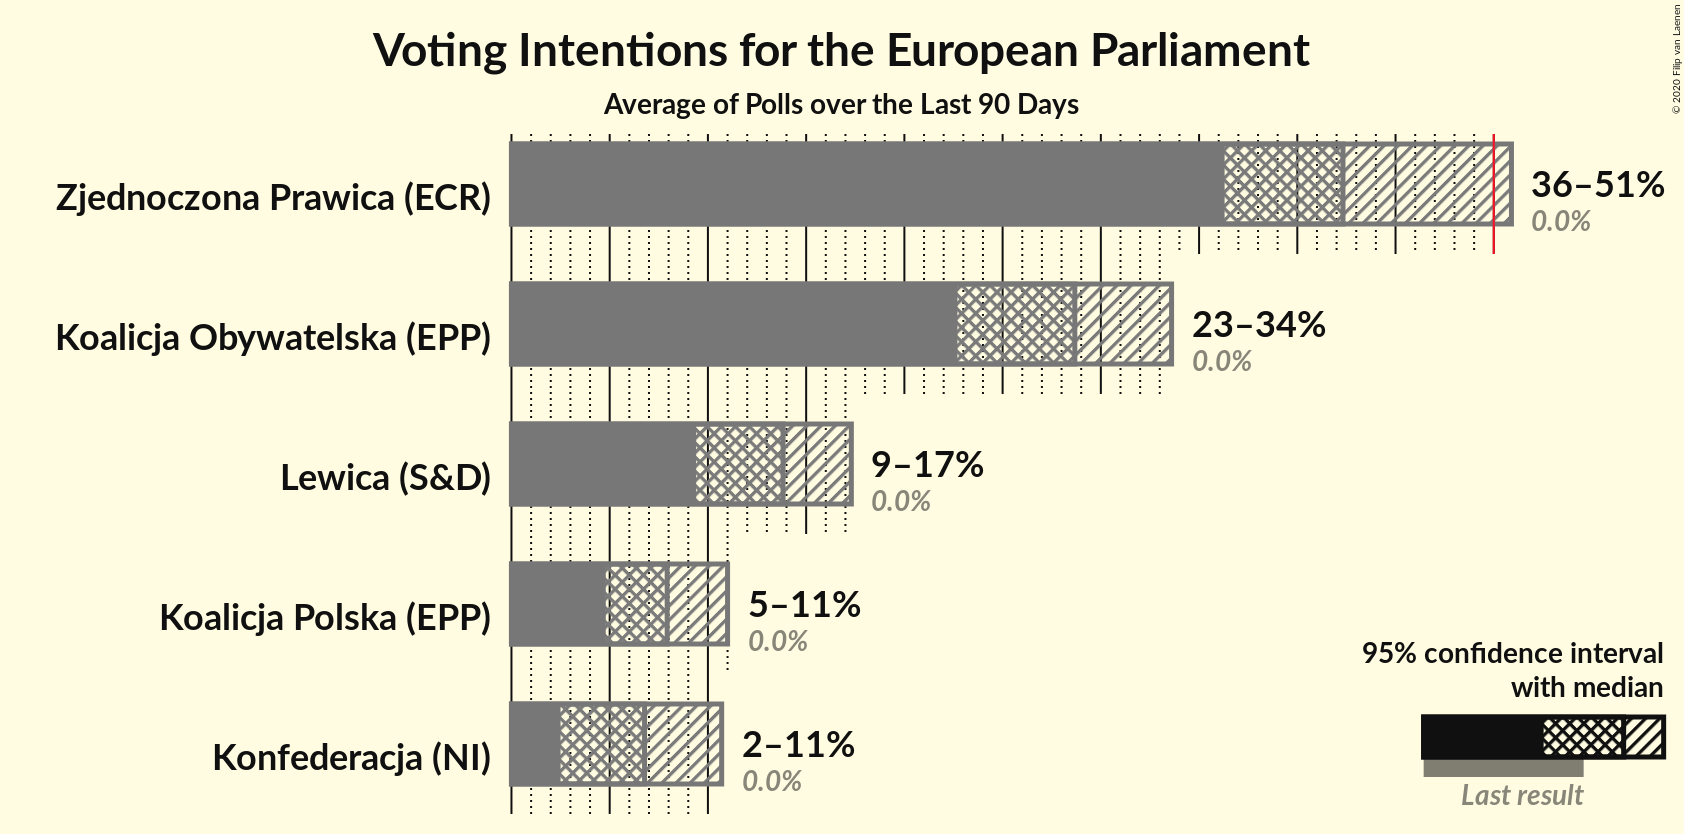 Voting Intentions for the European Parliament
Average of Polls over the Last 90 Days
© 2020 Filip van Laenen
Zjednoczona Prawica (ECR)
36–51%
0.0%
Koalicja Obywatelska (EPP)
23–34%
0.0%
Lewica (S&D)
9–17%
0.0%
Koalicja Polska (EPP)
5–11%
0.0%
Konfederacja (NI)
2–11%
0.0%
95% confidence interval
with median
Last result